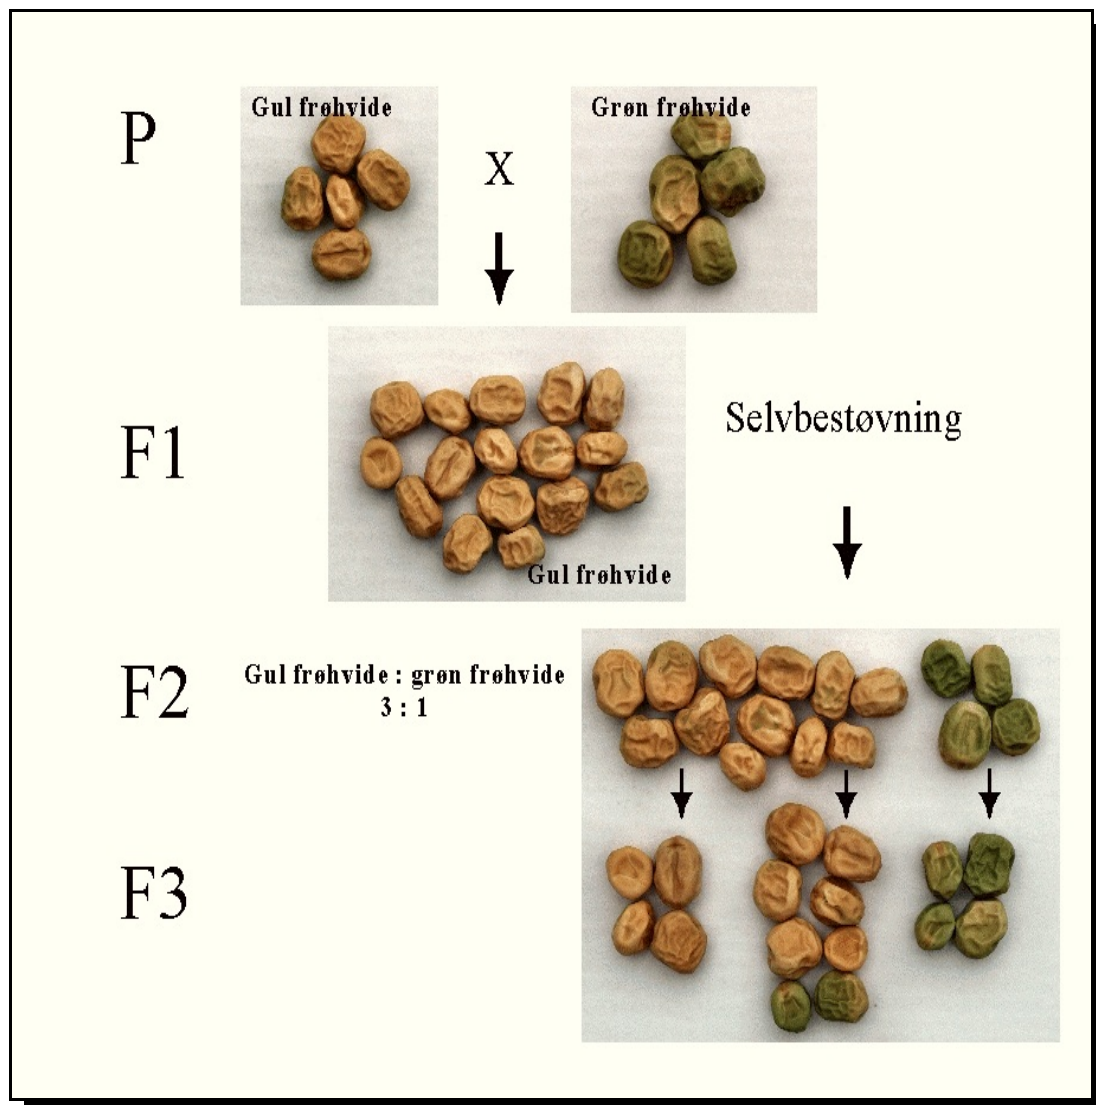 P
Gul frøhvide
X
Grøn frøhvide
F1
Selvbestøvning
Gul frøhvide
F2
Gul frøhvide : grøn frøhvide
3 : 1
F3